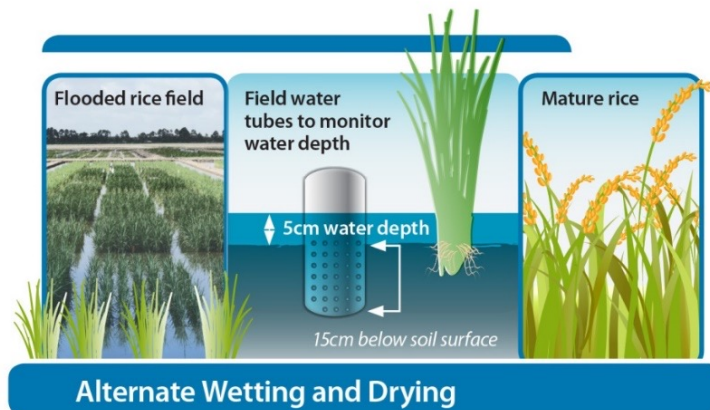 Flooded rice field
Field water
tubes to monitor
water depth
Mature rice
5cm water depth
15cm below soil surface
Alternate Wetting and Drying